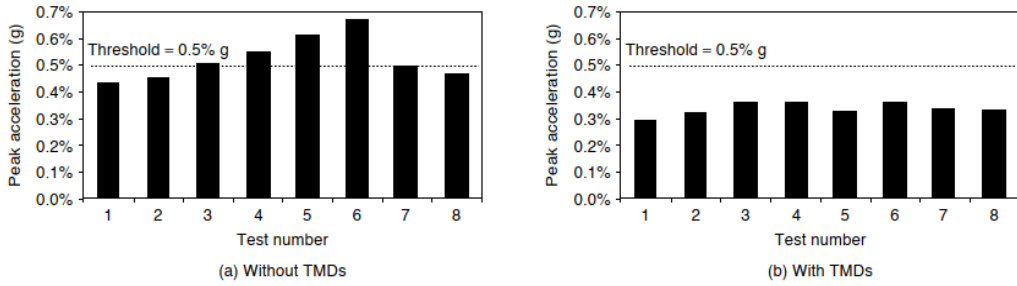 Peak acceleration (g)
0.7%
0.6%
0.5%
0.4%
0.3%
0.2%
0.1%
0.0%
Threshold = 0.5% g
1 2 3 4 5 6 7 8
Test number
(a) Without TMDs
Peak acceleration (g)
0.7%
0.6%
0.5%
0.4%
0.3%
0.2%
0.1%
0.0%
Threshold = 0.5% g
1 2 3 4 5 6 7 8
Test number
(b) With TMDs